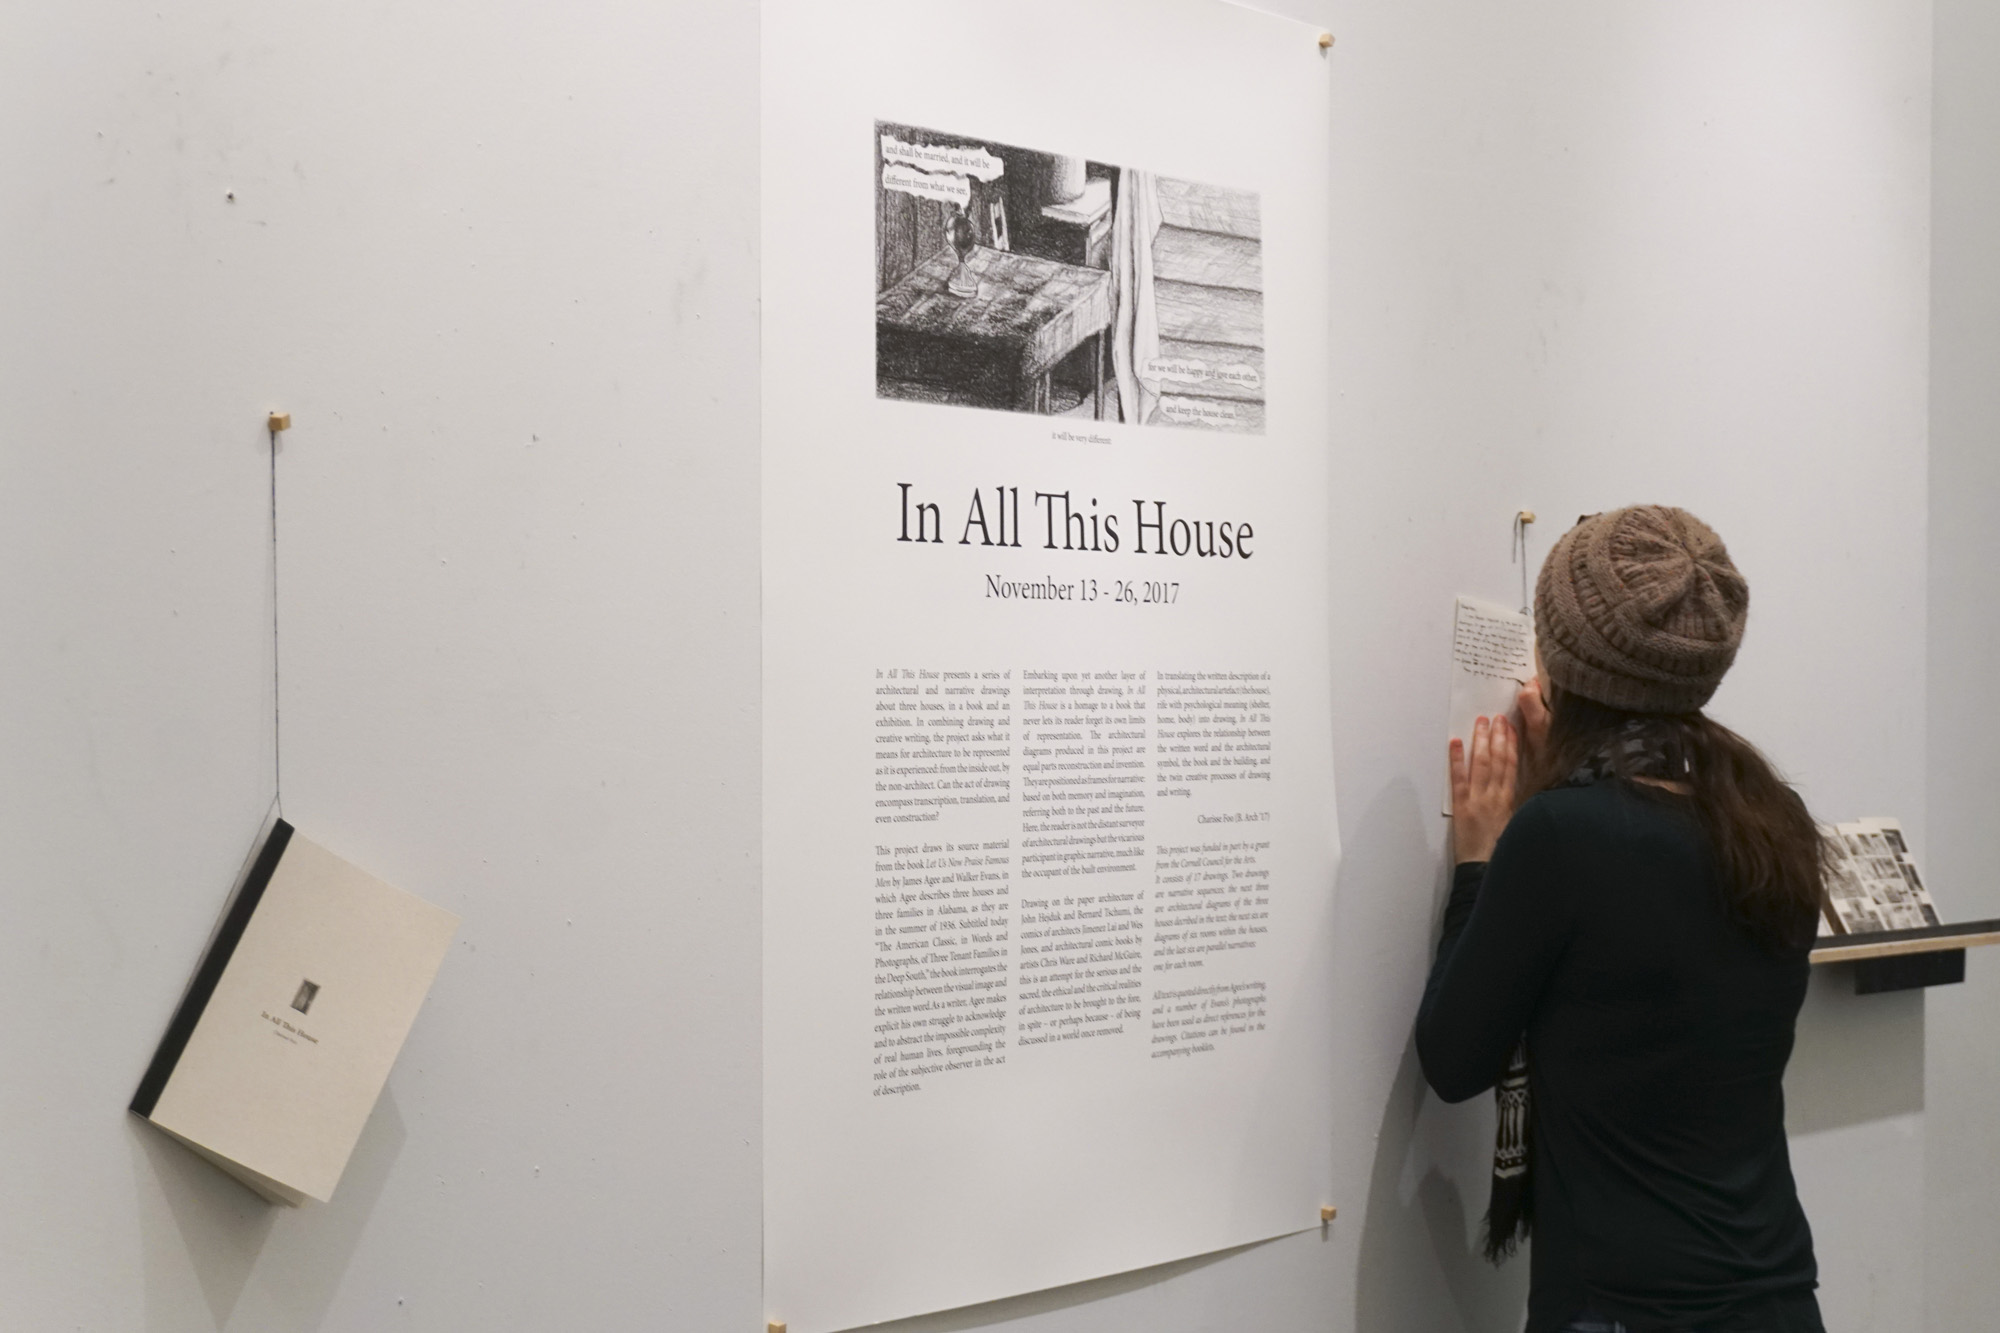 and shall be married, and it will be
different from what we see,
for we will be happy and love each other,
and keep the house clean,
it will be very different:
In All This House
November 13 - 26, 2017
In All This House presents a series of
architectural and narrative drawings
about three houses, in a book and an
exhibition. In combining drawing and
creative writing, the project asks what it
means for architecture to be represented
as it is experienced: from the inside out, by
the non-architect. Can the act of drawing
encompass transcription, translation, and
even construction?
This project draws its source material
from the book Let Us Now Praise Famous
Men by James Agee and Walker Evans, in
which Agee describes three houses and
three families in Alabama, as they are
in the summer of 1936. Subtitled today
"The American Classic, in Words and
Photographs, of Three Tenant Families in
the Deep South," the book interrogates the
relationship between the visual image and
the written word. As a writer, Agee makes
explicit his own struggle to acknowledge
and to abstract the impossible complexity
of real human lives, foregrounding the
role of the subjective observer in the act
of description.
Embarking upon yet another layer of
interpretation through drawing, In All
This House is a homage to a book that
never lets its reader forget its own limits
of representation. The architectural
diagrams produced in this project are
equal parts reconstruction and invention.
They are positioned as frames for narrative:
based on both memory and imagination,
referring both to the past and the future.
Here, the reader is not the distant surveyor
of architectural drawings but the vicarious
participant in graphic narrative, much like
the occupant of the built environment.
Drawing on the paper architecture of
John Hejduk and Bernard Tschumi, the
comics of architects Jimenez Lai and Wes
Jones, and architectural comic books by
artists Chris Ware and Richard McGuire,
this is an attempt for the serious and the
sacred, the ethical and the critical realities
of architecture to be brought to the fore,
in spite – or perhaps because – of being
discussed in a world once removed.
In translating the written description of a
physical, architectural artefact (the house),
rife with psychological meaning (shelter,
home, body) into drawing, In All This
House explores the relationship between
the written word and the architectural
symbol, the book and the building, and
the twin creative processes of drawing
and writing.
Charisse Foo (B. Arch '17)
This project was funded in part by a grant
from the Cornell Council for the Arts.
It consists of 17 drawings. Two drawings
are narrative sequences; the next three
are architectural diagrams of the three
houses decribed in the text; the next six are
diagrams of six rooms within the houses,
and the last six are parallel narratives:
one for each room.
All text is quoted directly from Agee's writing,
and a number of Evans's photographs
have been used as direct references for the
drawings. Citations can be found in the
accompanying booklets.
In All This House